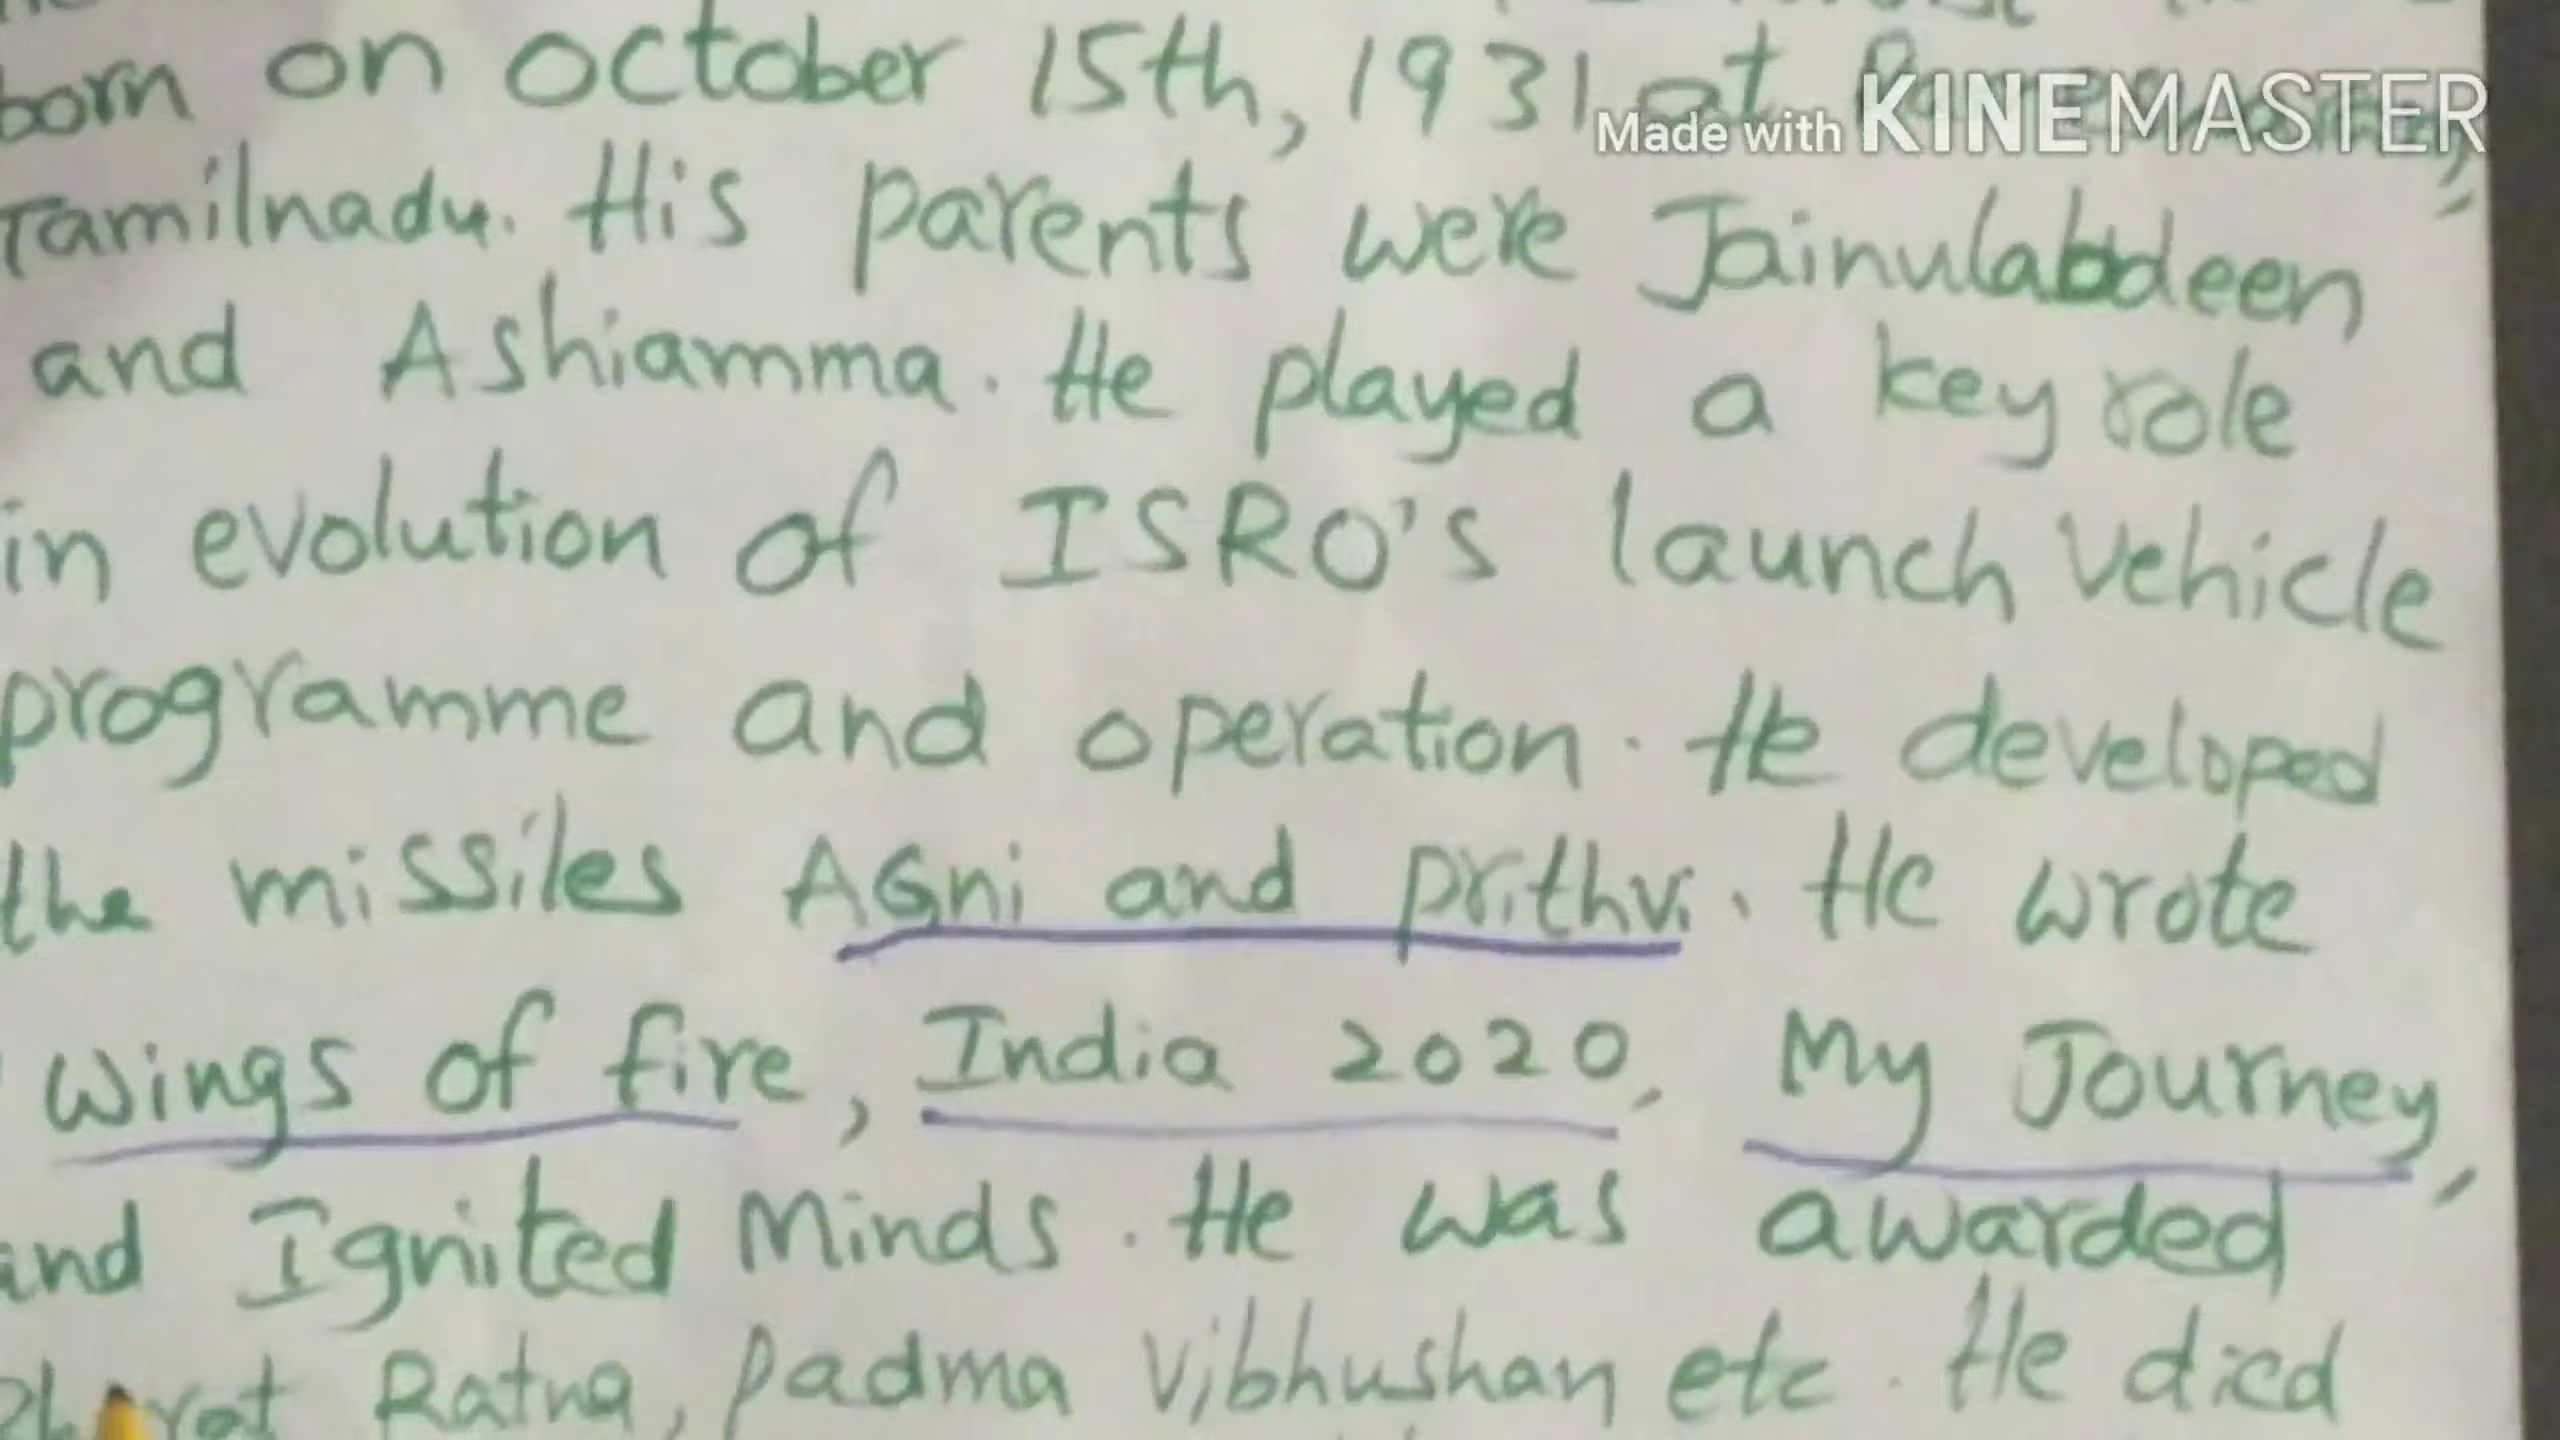 born on october 15th, 1931 at
Made with KINEMASTER
Tamilnadu. His parents were Jainulabdeen
and Ashiamma. He played a key role
in evolution of ISRO's launch vehicle
programme and operation. He developed
the missiles AGni and prithvi. He wrote
Wings of fire, India 2020, My Journey,
and Ignited Minds. He was awarded
Ratna, padma Vibhushan etc. He died